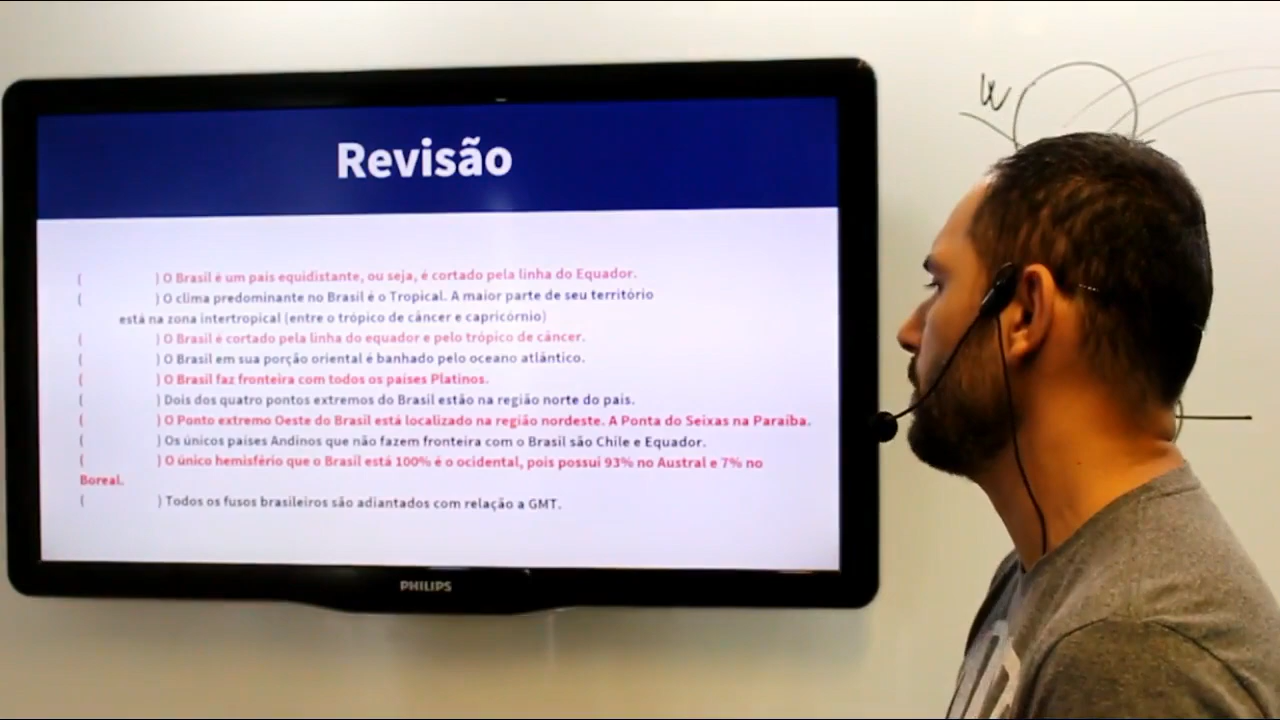 Revisão
( ) O Brasil é um país equidistante, ou seja, é cortado pela linha do Equador.
( ) O clima predominante no Brasil é o Tropical. A maior parte de seu território
está na zona intertropical (entre o trópico de câncer e capricórnio)
( ) O Brasil é cortado pela linha do equador e pelo trópico de câncer.
( ) O Brasil em sua porção oriental é banhado pelo oceano atlântico.
( ) O Brasil faz fronteira com todos os países Platinos.
( ) Dois dos quatro pontos extremos do Brasil estão na região norte do país.
( ) O Ponto extremo Oeste do Brasil está localizado na região nordeste. A Ponta do Seixas na Paraíba.
( ) Os únicos países Andinos que não fazem fronteira com o Brasil são Chile e Equador.
( ) O único hemisfério que o Brasil está 100% é o ocidental, pois possui 93% no Austral e 7% no
Boreal.
( ) Todos os fusos brasileiros são adiantados com relação a GMT.
PHILIPS